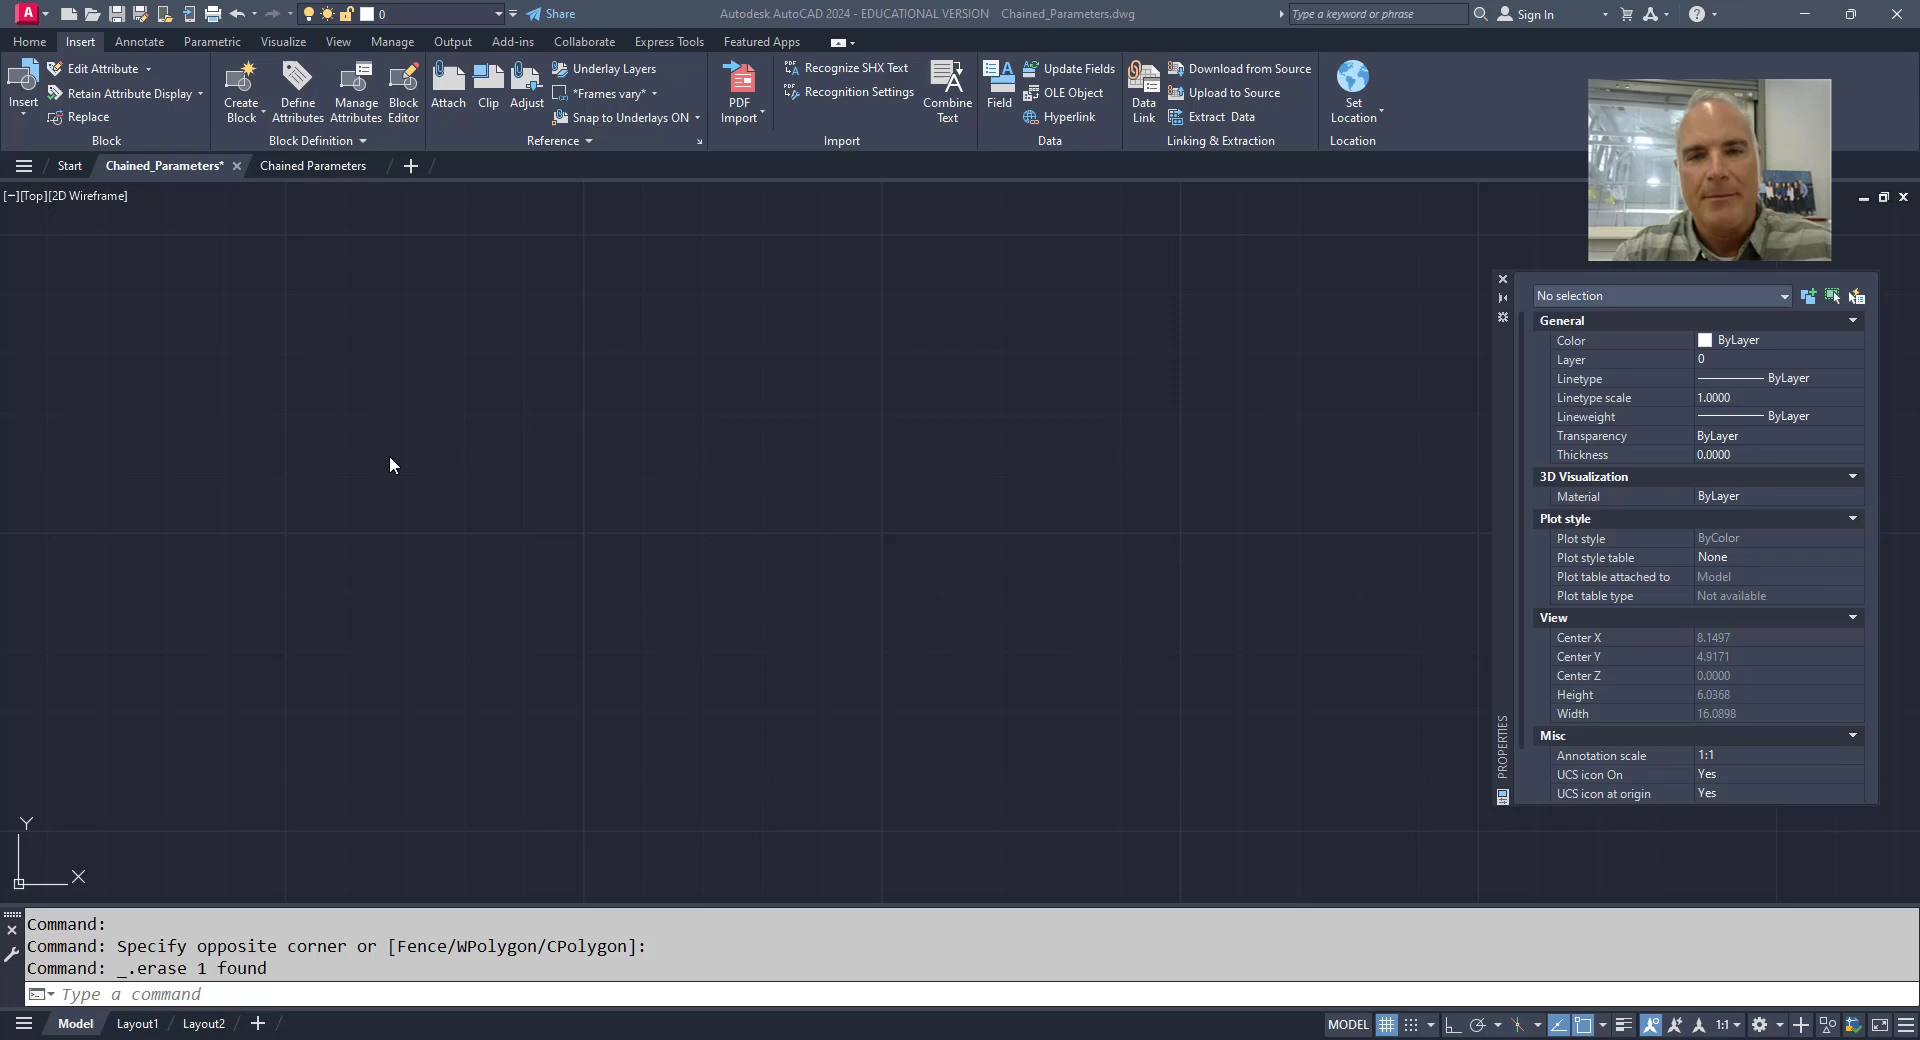 0
Share
Autodesk AutoCAD 2024 - EDUCATIONAL VERSION Chained_Parameters.dwg
Type a keyword or phrase
Sign In
Home Insert Annotate Parametric Visualize View Manage Output Add-ins Collaborate Express Tools Featured Apps
Insert
Edit Attribute
Retain Attribute Display
Replace
Block
Create Block
Define Attributes
Manage Attributes
Block Editor
Block Definition
Attach
Clip
Adjust
Underlay Layers
*Frames vary*
Snap to Underlays ON
Reference
PDF Import
Recognize SHX Text
Recognition Settings
Combine Text
Import
Field
Update Fields
OLE Object
Hyperlink
Data
Data Link
Download from Source
Upload to Source
Extract Data
Linking & Extraction
Set Location
Location
Start
Chained_Parameters*
Chained Parameters
[−][Top][2D Wireframe]
No selection
General
Color ByLayer
Layer 0
Linetype ByLayer
Linetype scale 1.0000
Lineweight ByLayer
Transparency ByLayer
Thickness 0.0000
3D Visualization
Material ByLayer
Plot style
Plot style ByColor
Plot style table None
Plot table attached to Model
Plot table type Not available
View
Center X 8.1497
Center Y 4.9171
Center Z 0.0000
Height 6.0368
Width 16.0898
Misc
Annotation scale 1:1
UCS icon On Yes
UCS icon at origin Yes
PROPERTIES
Y
X
Command:
Command: Specify opposite corner or [Fence/WPolygon/CPolygon]:
Command: _.erase 1 found
Type a command
Model Layout1 Layout2
MODEL
1:1